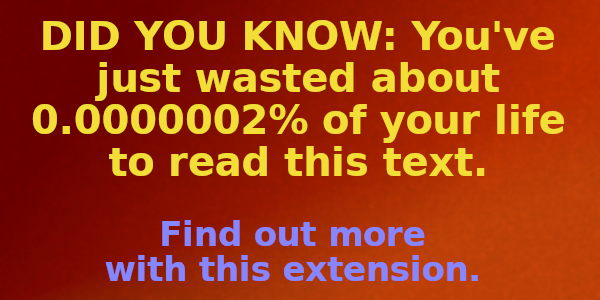 DID YOU KNOW: You've
just wasted about
0.0000002% of your life
to read this text.
Find out more
with this extension.